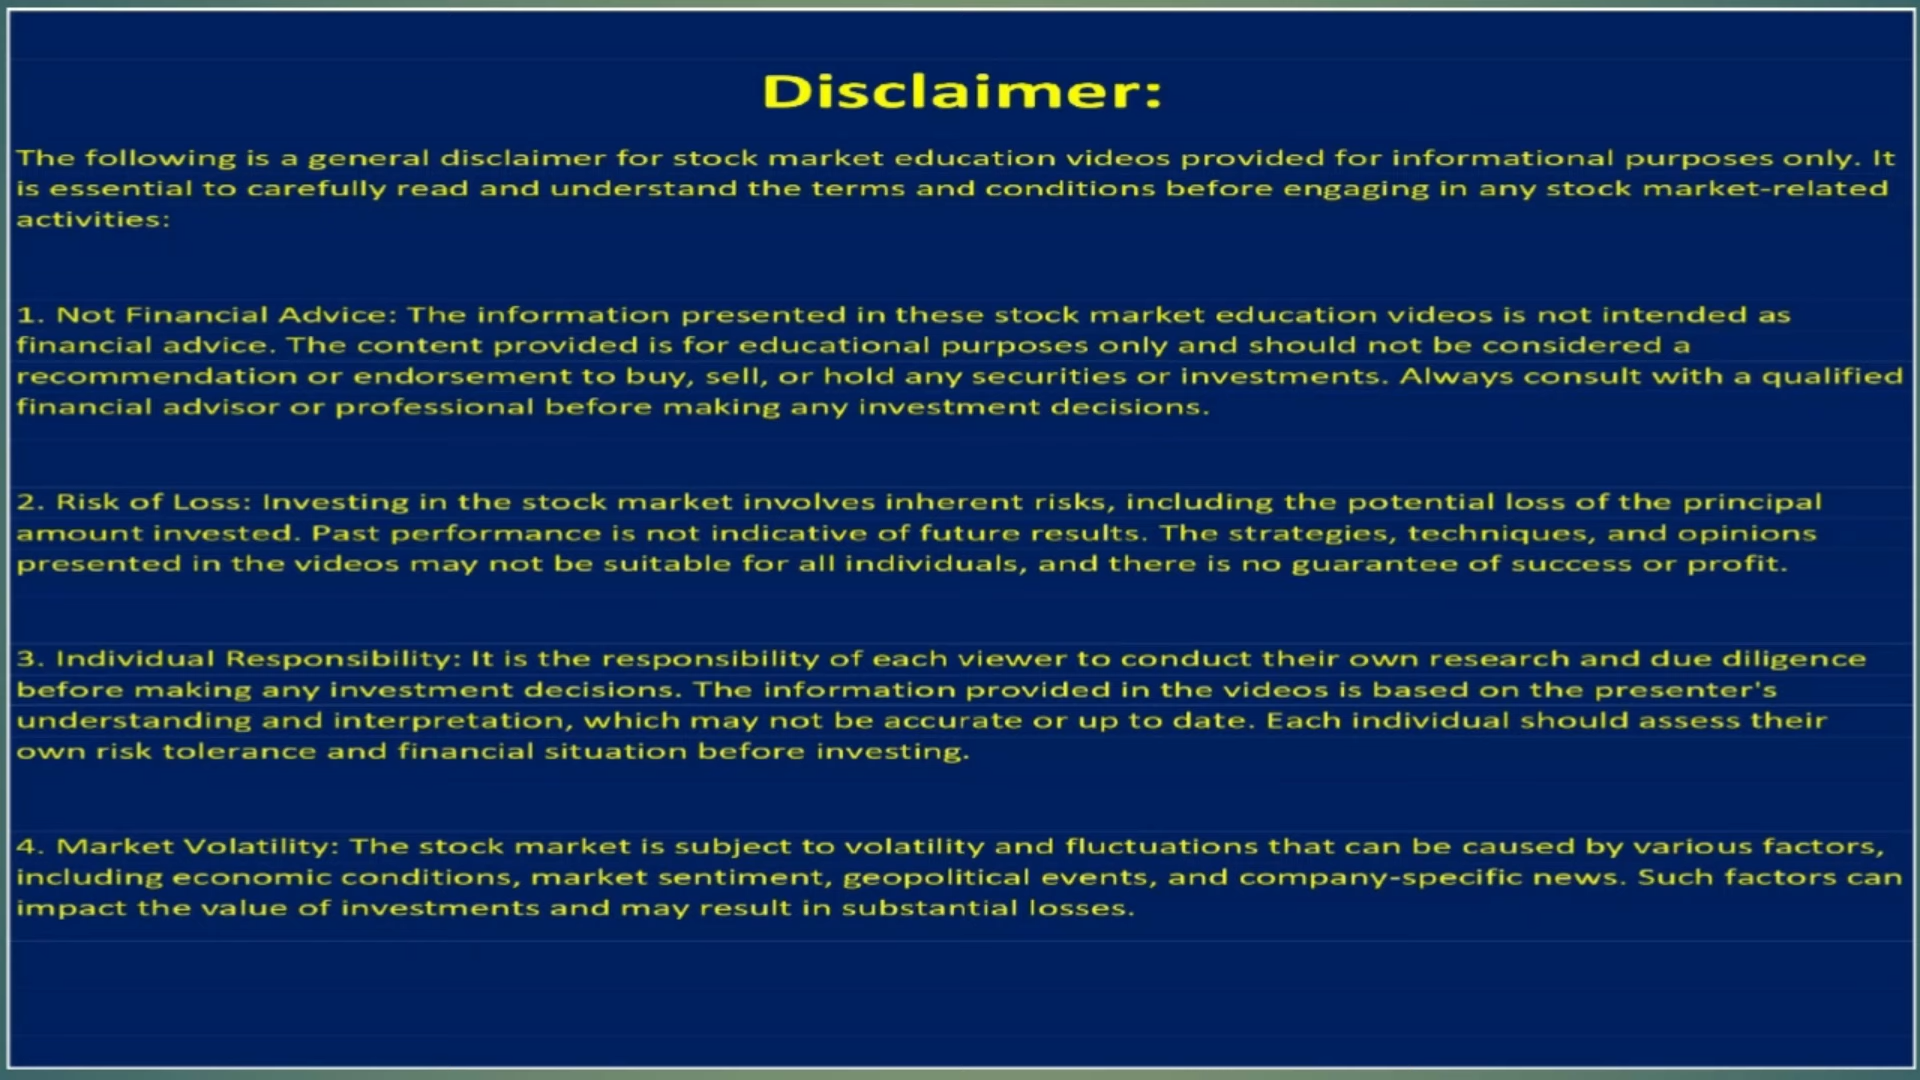 Disclaimer:
The following is a general disclaimer for stock market education videos provided for informational purposes only. It
is essential to carefully read and understand the terms and conditions before engaging in any stock market-related
activities:
1. Not Financial Advice: The information presented in these stock market education videos is not intended as
financial advice. The content provided is for educational purposes only and should not be considered a
recommendation or endorsement to buy, sell, or hold any securities or investments. Always consult with a qualified
financial advisor or professional before making any investment decisions.
2. Risk of Loss: Investing in the stock market involves inherent risks, including the potential loss of the principal
amount invested. Past performance is not indicative of future results. The strategies, techniques, and opinions
presented in the videos may not be suitable for all individuals, and there is no guarantee of success or profit.
3. Individual Responsibility: It is the responsibility of each viewer to conduct their own research and due diligence
before making any investment decisions. The information provided in the videos is based on the presenter's
understanding and interpretation, which may not be accurate or up to date. Each individual should assess their
own risk tolerance and financial situation before investing.
4. Market Volatility: The stock market is subject to volatility and fluctuations that can be caused by various factors,
including economic conditions, market sentiment, geopolitical events, and company-specific news. Such factors can
impact the value of investments and may result in substantial losses.